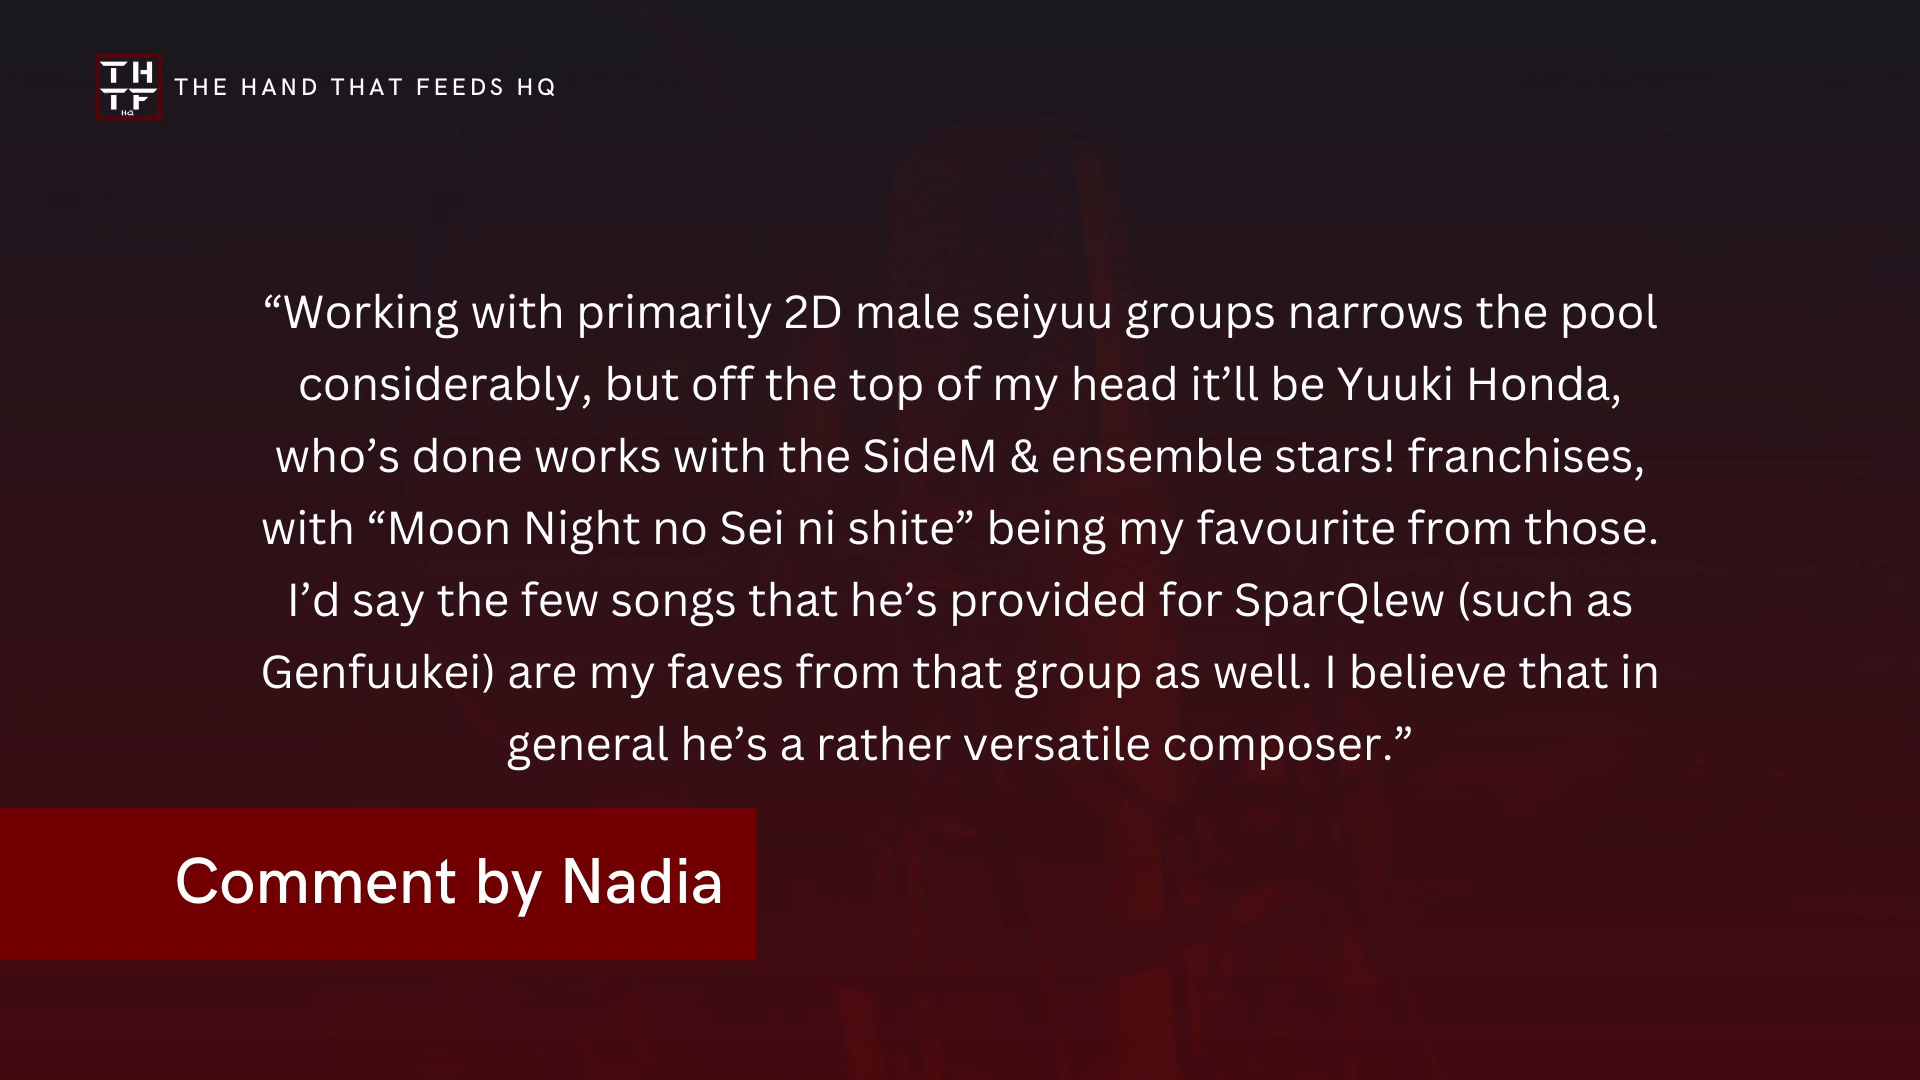 TH
TF
HQ
THE HAND THAT FEEDS HQ
“Working with primarily 2D male seiyuu groups narrows the pool
considerably, but off the top of my head it’ll be Yuuki Honda,
who’s done works with the SideM & ensemble stars! franchises,
with “Moon Night no Sei ni shite” being my favourite from those.
I’d say the few songs that he’s provided for SparQlew (such as
Genfuukei) are my faves from that group as well. I believe that in
general he’s a rather versatile composer.”
Comment by Nadia